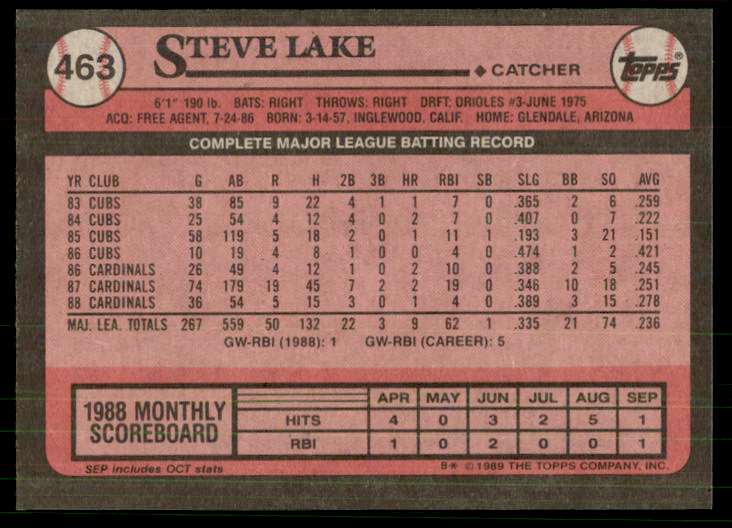 463
STEVE LAKE
◆ CATCHER
TOPPS®
6'1" 190 lb. BATS: RIGHT THROWS: RIGHT DRFT: ORIOLES #3-JUNE 1975
ACQ: FREE AGENT, 7-24-86 BORN: 3-14-57, INGLEWOOD, CALIF. HOME: GLENDALE, ARIZONA
COMPLETE MAJOR LEAGUE BATTING RECORD
YR CLUB G AB R H 2B 3B HR RBI SB SLG BB SO AVG
83 CUBS 38 85 9 22 4 1 1 7 0 .365 2 6 .259
84 CUBS 25 54 4 12 4 0 2 7 0 .407 0 7 .222
85 CUBS 58 119 5 18 2 0 1 11 1 .193 3 21 .151
86 CUBS 10 19 4 8 1 0 0 4 0 .474 1 2 .421
86 CARDINALS 26 49 4 12 1 0 2 10 0 .388 2 5 .245
87 CARDINALS 74 179 19 45 7 2 2 19 0 .346 10 18 .251
88 CARDINALS 36 54 5 15 3 0 1 4 0 .389 3 15 .278
MAJ. LEA. TOTALS 267 559 50 132 22 3 9 62 1 .335 21 74 .236
GW-RBI (1988): 1 GW-RBI (CAREER): 5
1988 MONTHLY SCOREBOARD
APR MAY JUN JUL AUG SEP
HITS 4 0 3 2 5 1
RBI 1 0 2 0 0 1
SEP includes OCT stats
B* © 1989 THE TOPPS COMPANY, INC.